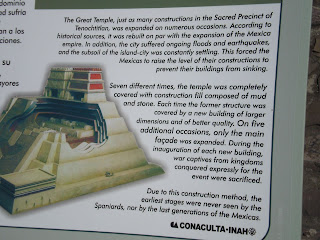 dominio
sufría
an a los
ciones.
su
ayores
The Great Temple, just as many constructions in the Sacred Precinct of
Tenochtitlan, was expanded on numerous occasions. According to
historical sources, it was rebuilt on par with the expansion of the Mexica
empire. In addition, the city suffered ongoing floods and earthquakes,
and the subsoil of the island-city was constantly settling. This forced the
Mexicas to raise the level of their constructions to
prevent their buildings from sinking.
Seven different times, the temple was completely
covered with construction fill composed of mud
and stone. Each time the former structure was
covered by a new building of larger
dimensions and of better quality. On five
additional occasions, only the main
façade was expanded. During the
inauguration of each new building,
war captives from kingdoms
conquered expressly for the
event were sacrificed.
Due to this construction method, the
earliest stages were never seen by the
Spaniards, nor by the last generations of the Mexicas.
CONACULTA·INAH